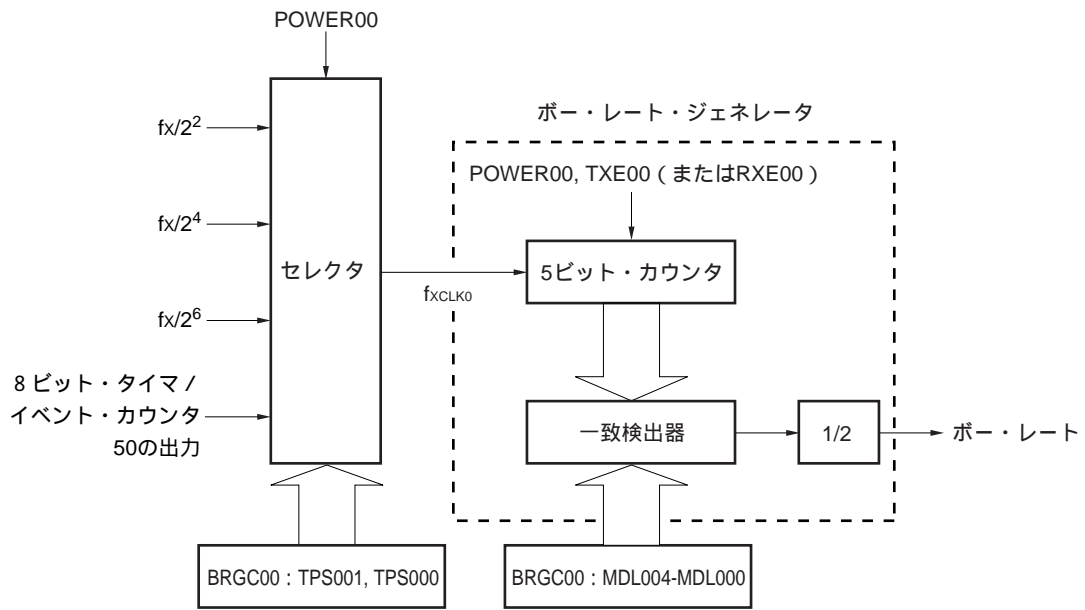 POWER00
fx/2²
fx/2⁴
fx/2⁶
8 ビット・タイマ /
イベント・カウンタ
50の出力
セレクタ
fXCLK0
ボー・レート・ジェネレータ
POWER00, TXE00（またはRXE00）
5ビット・カウンタ
一致検出器
1/2
ボー・レート
BRGC00：TPS001, TPS000
BRGC00：MDL004-MDL000